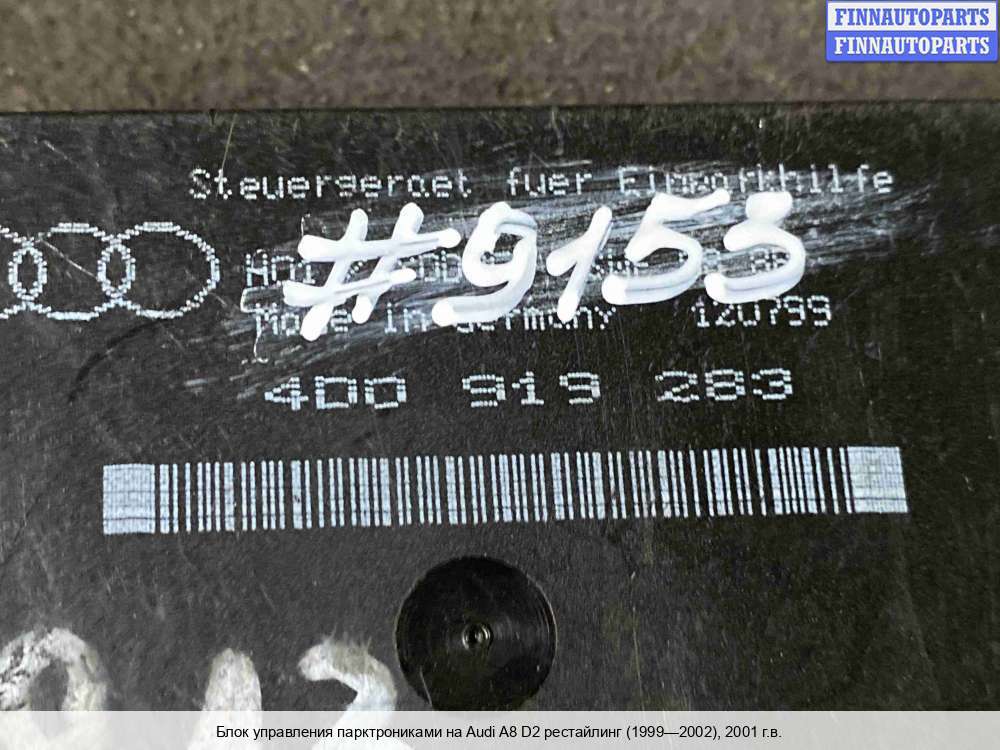 FINNAUTOPARTS
FINNAUTOPARTS
Steuergeraet fuer Einparkhilfe
#9153
Made in germany 120799
4D0 919 283
Блок управления парктрониками на Audi A8 D2 рестайлинг (1999—2002), 2001 г.в.